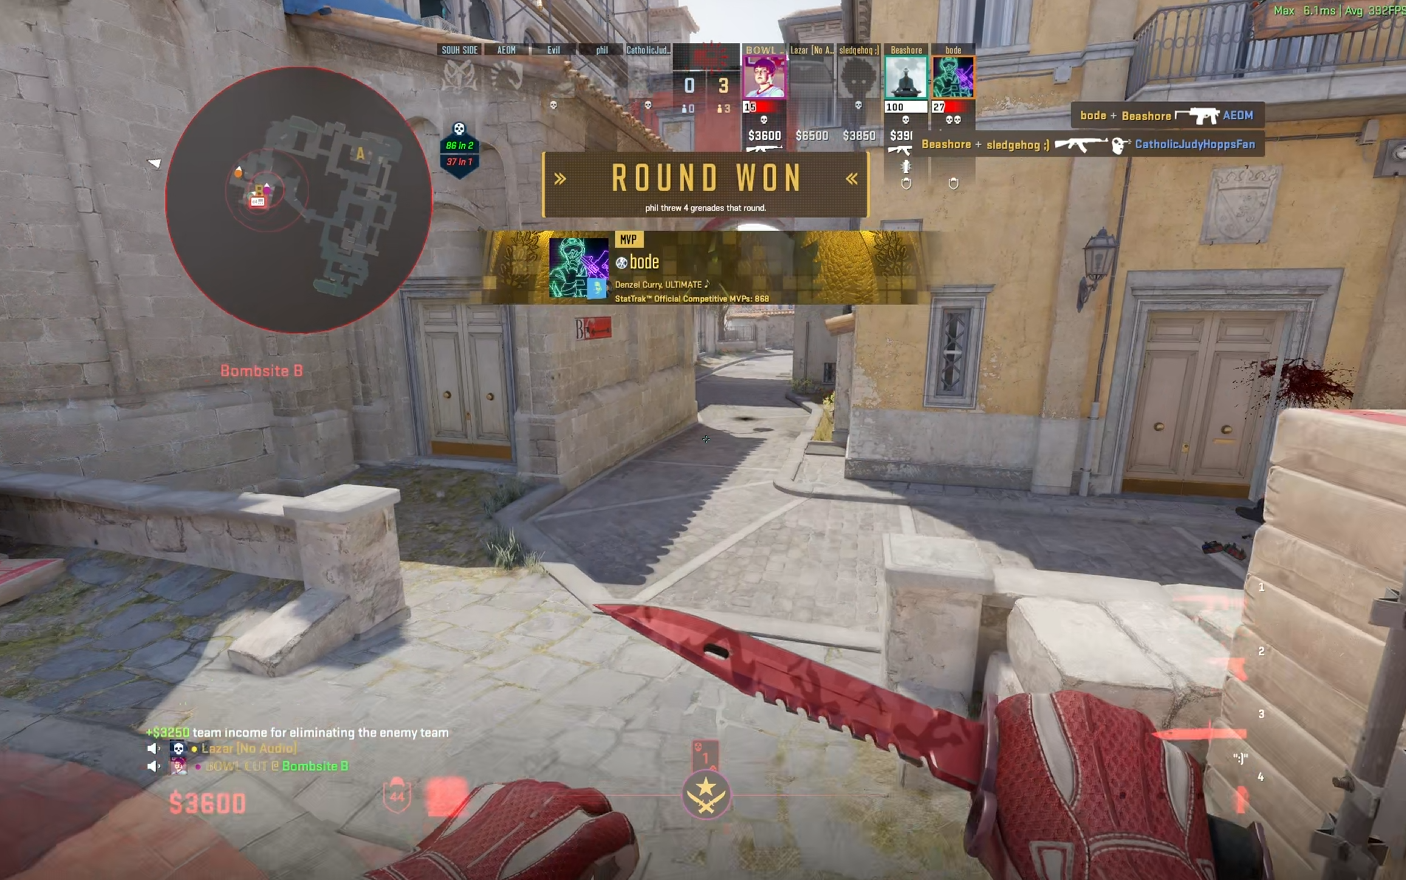 Max 6.1ms | Avg 392FPS
SOUH SIDE AEOM Evil phil CatholicJud.. BOWL .. Lazar [No A.. sledgehog ;) Beashore bode
0 3
0 3
15 100 27
$3600 $6500 $3850
86 in 2
37 in 1
bode + Beashore AEOM
Beashore + sledgehog ;) CatholicJudyHoppsFan
ROUND WON
phil threw 4 grenades that round.
MVP
bode
Denzel Curry, ULTIMATE ♪
StatTrak™ Official Competitive MVPs: 868
A
B
Bombsite B
1
2
3
":)"
4
+$3250 team income for eliminating the enemy team
Lazar [No Audio]
@ Bombsite B
$3600
44
1